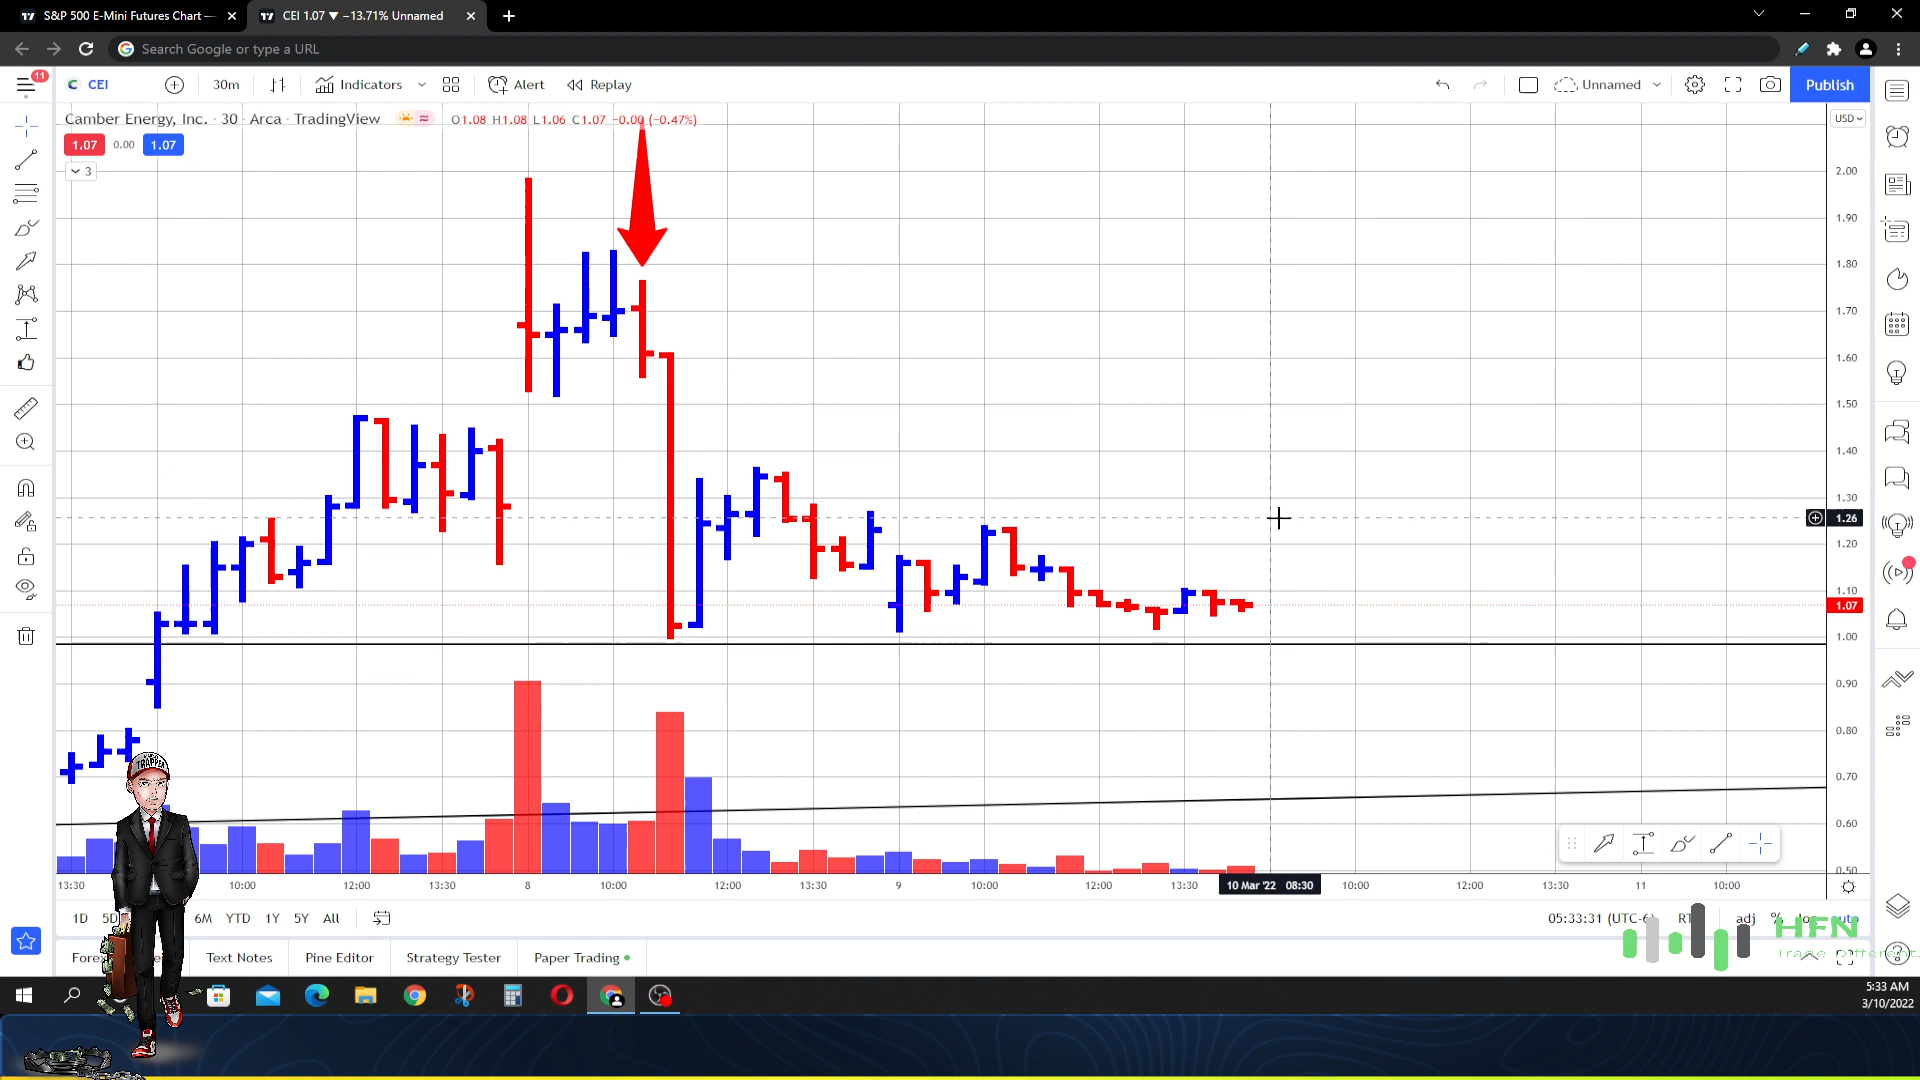 S&P 500 E-Mini Futures Chart —
CEI 1.07 ▼ −13.71% Unnamed
Search Google or type a URL
11
CEI
30m
Indicators
Alert
Replay
Unnamed
Publish
Camber Energy, Inc. · 30 · Arca · TradingView
O1.08 H1.08 L1.06 C1.07 −0.00 (−0.47%)
USD
1.07
0.00
1.07
3
2.00
1.90
1.80
1.70
1.60
1.50
1.40
1.30
1.26
1.20
1.10
1.07
1.00
0.90
0.80
0.70
0.60
0.50
TRAPPER
13:30
10:00
12:00
13:30
8
10:00
12:00
13:30
9
10:00
12:00
13:30
10 Mar '22 08:30
10:00
12:00
13:30
11
10:00
1D
5D
6M
YTD
1Y
5Y
All
05:33:31 (UTC-6)
adj
%
HFN
Trade Different.
Text Notes
Pine Editor
Strategy Tester
Paper Trading
5:33 AM
3/10/2022